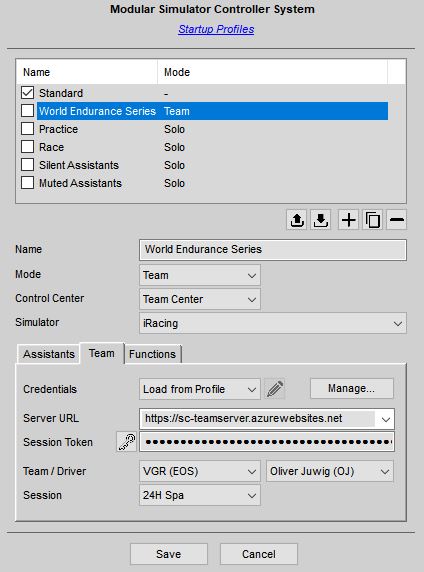 Modular Simulator Controller System
Startup Profiles
Name Mode
Standard -
World Endurance Series Team
Practice Solo
Race Solo
Silent Assistants Solo
Muted Assistants Solo
Name World Endurance Series
Mode Team
Control Center Team Center
Simulator iRacing
Assistants Team Functions
Credentials Load from Profile Manage...
Server URL https://sc-teamserver.azurewebsites.net
Session Token
Team / Driver VGR (EOS) Oliver Juwig (OJ)
Session 24H Spa
Save Cancel